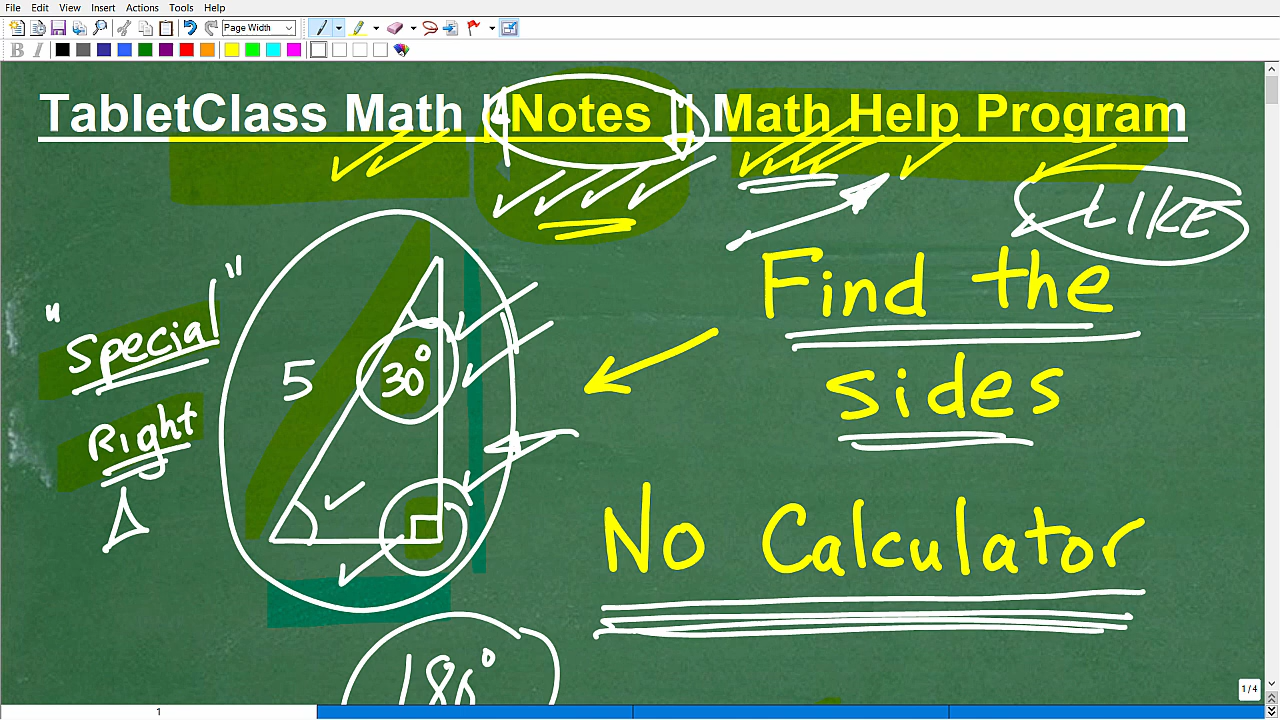 File Edit View Insert Actions Tools Help
Page Width
B I
TabletClass Math || Notes || Math Help Program
LIKE
Find the
sides
No Calculator
"Special"
Right
5
30°
180°
1/4
1